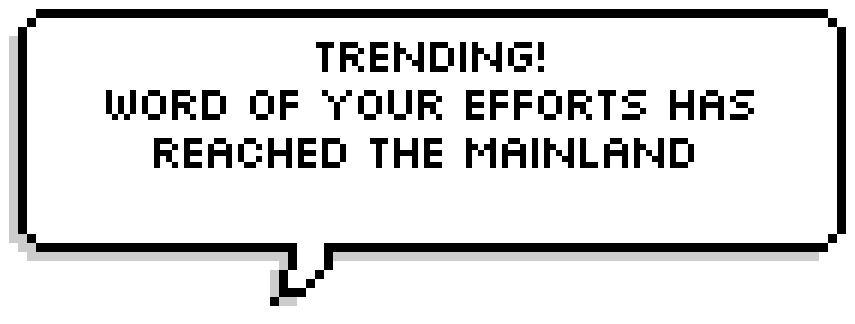 TRENDING!
WORD OF YOUR EFFORTS HAS
REACHED THE MAINLAND